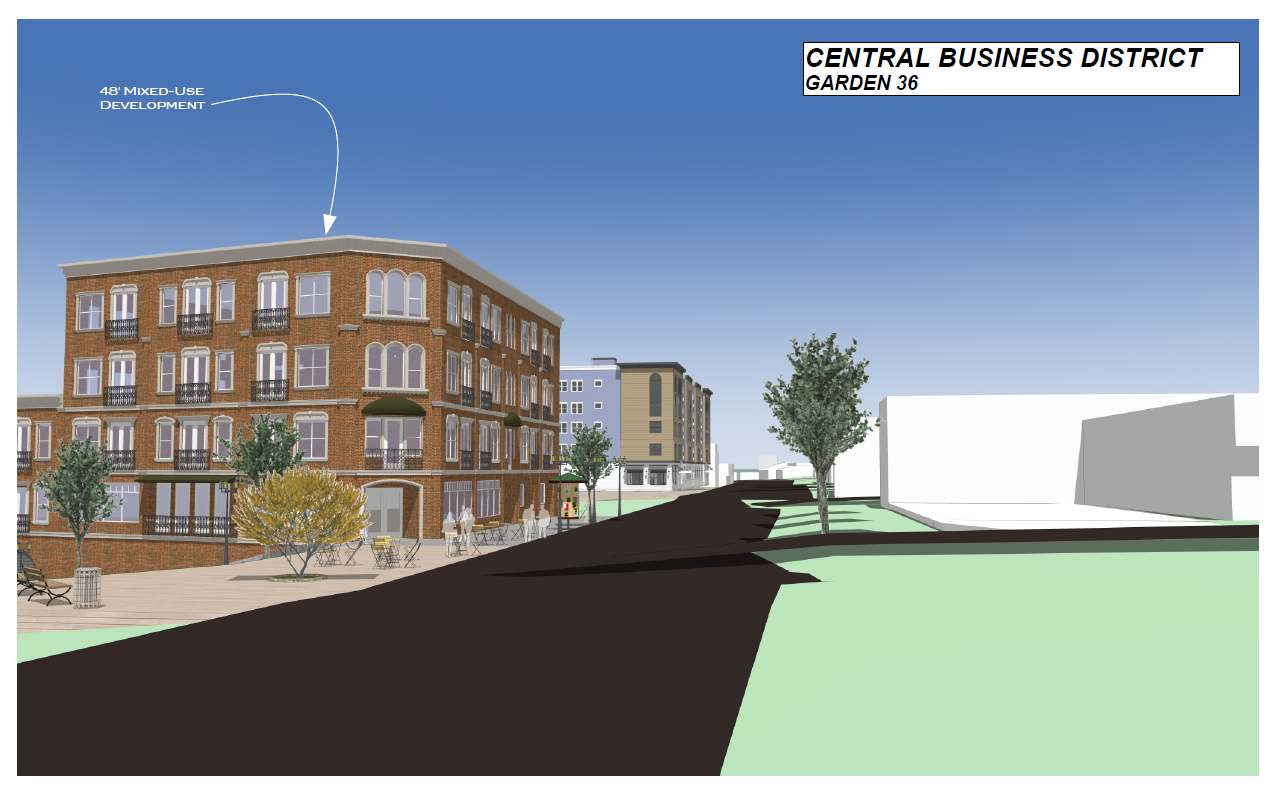 CENTRAL BUSINESS DISTRICT
GARDEN 36
48' MIXED-USE
DEVELOPMENT